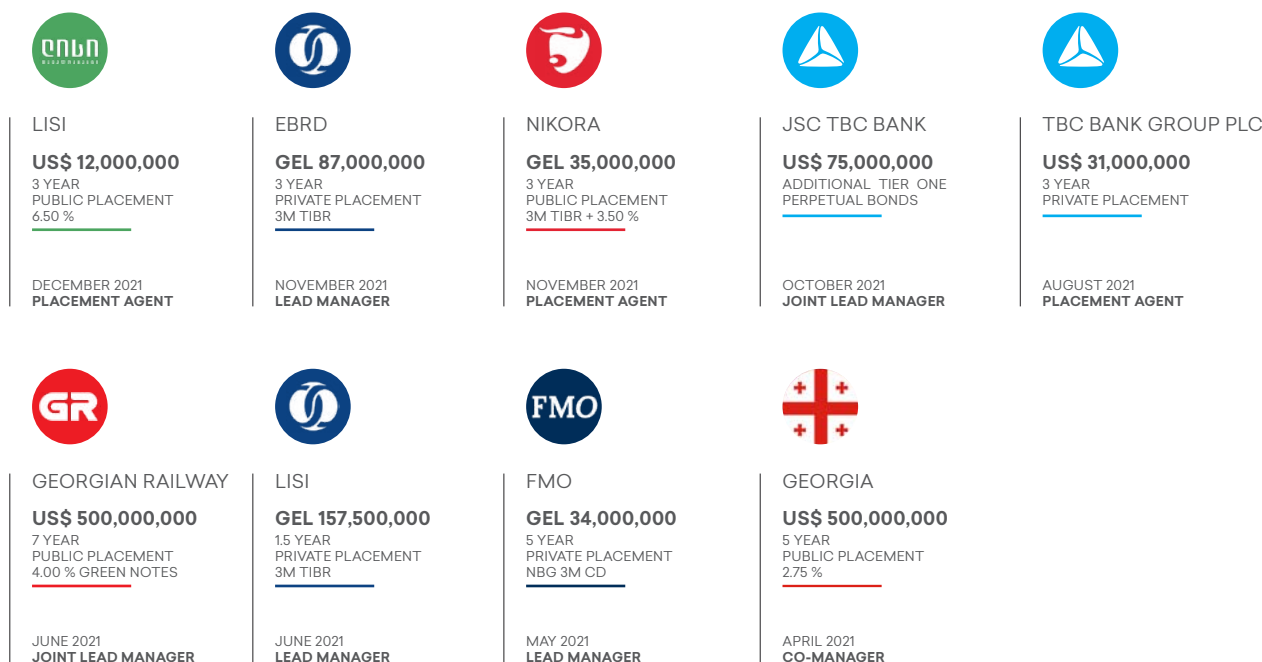 ლისი
LISI
US$ 12,000,000
3 YEAR
PUBLIC PLACEMENT
6.50 %
DECEMBER 2021
PLACEMENT AGENT
EBRD
GEL 87,000,000
3 YEAR
PRIVATE PLACEMENT
3M TIBR
NOVEMBER 2021
LEAD MANAGER
NIKORA
GEL 35,000,000
3 YEAR
PUBLIC PLACEMENT
3M TIBR + 3.50 %
NOVEMBER 2021
PLACEMENT AGENT
JSC TBC BANK
US$ 75,000,000
ADDITIONAL TIER ONE
PERPETUAL BONDS
OCTOBER 2021
JOINT LEAD MANAGER
TBC BANK GROUP PLC
US$ 31,000,000
3 YEAR
PRIVATE PLACEMENT
AUGUST 2021
PLACEMENT AGENT
GR
GEORGIAN RAILWAY
US$ 500,000,000
7 YEAR
PUBLIC PLACEMENT
4.00 % GREEN NOTES
JUNE 2021
JOINT LEAD MANAGER
LISI
GEL 157,500,000
1.5 YEAR
PRIVATE PLACEMENT
3M TIBR
JUNE 2021
LEAD MANAGER
FMO
FMO
GEL 34,000,000
5 YEAR
PRIVATE PLACEMENT
NBG 3M CD
MAY 2021
LEAD MANAGER
GEORGIA
US$ 500,000,000
5 YEAR
PUBLIC PLACEMENT
2.75 %
APRIL 2021
CO-MANAGER